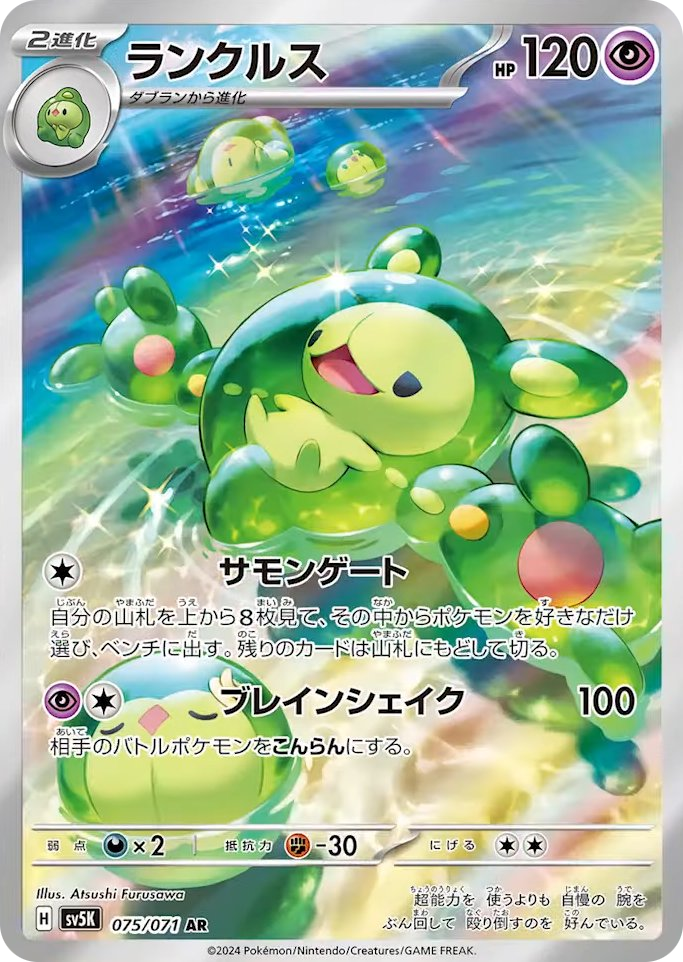 2進化
ランクルス
HP120
ダブランから進化
サモンゲート
自分の山札を上から8枚見て、その中からポケモンを好きなだけ
選び、ベンチに出す。残りのカードは山札にもどして切る。
ブレインシェイク 100
相手のバトルポケモンをこんらんにする。
弱点 ×2 抵抗力 -30 にげる
Illus. Atsushi Furusawa
H sv5K 075/071 AR
超能力を使うよりも自慢の腕を
ぶん回して殴り倒すのを好んでいる。
©2024 Pokémon/Nintendo/Creatures/GAME FREAK.